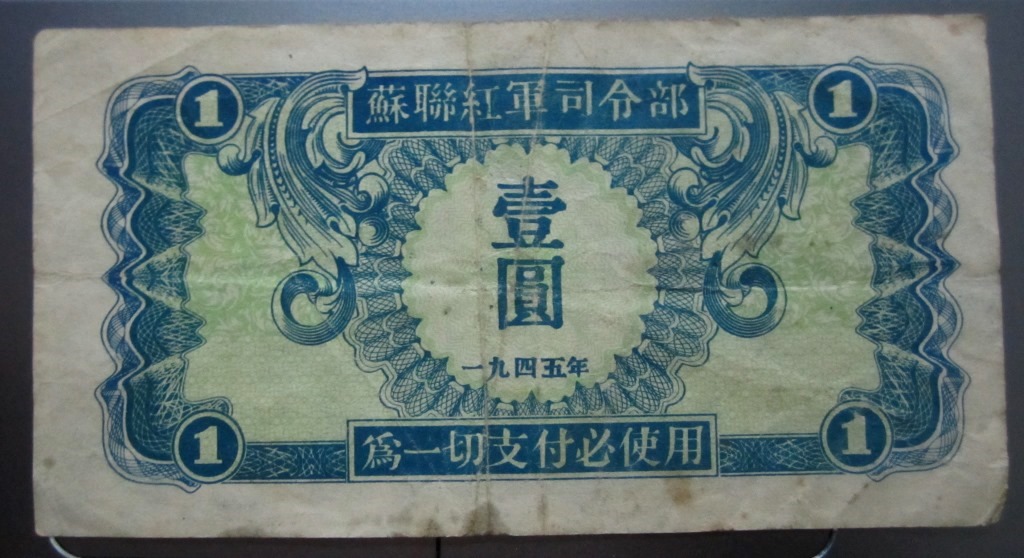 1 蘇聯紅軍司令部 1
壹
圓
一九四五年
1 爲一切支付必使用 1